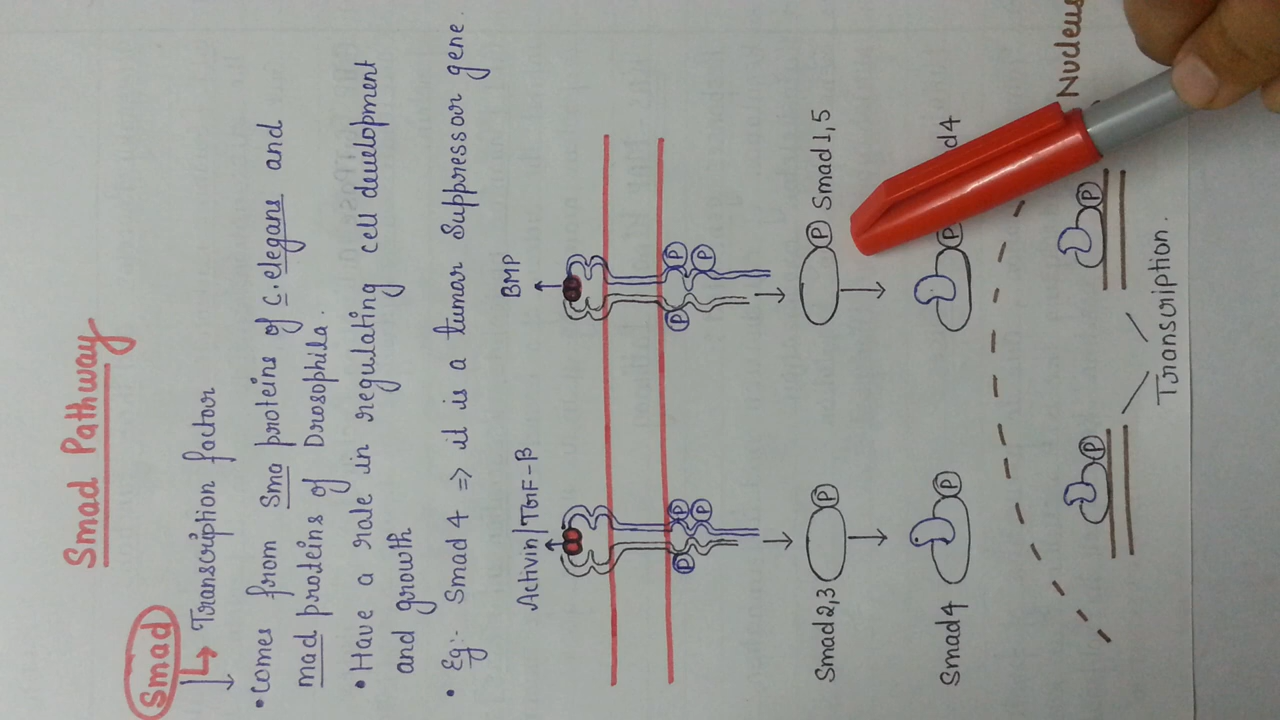 Smad Pathway
Smad
↳ Transcription factor
• Comes from Sma proteins of C.elegans and
mad proteins of Drosophila.
• Have a role in regulating cell development
and growth
• Eg:- Smad 4 => it is a tumor suppressor gene.
Activin/TGF-β
BMP
P
P
P
P
P
P
Smad 2,3 P
P Smad 1,5
Smad 4 P
P d4
Nucleus
P
P
Transcription.